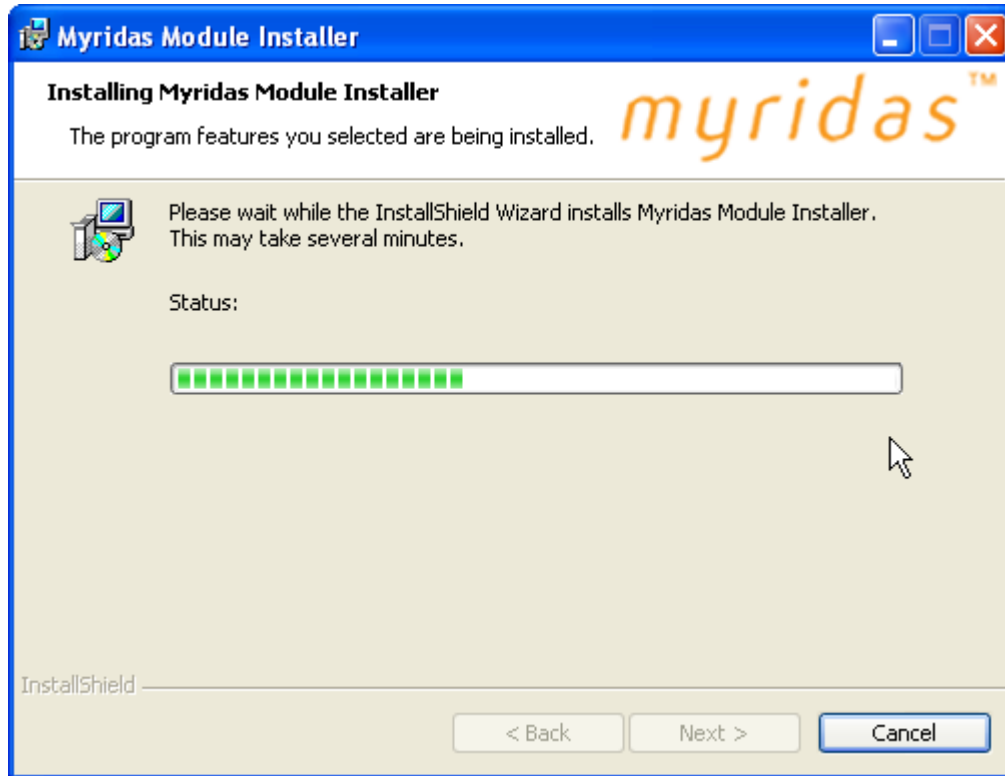 Myridas Module Installer
Installing Myridas Module Installer
The program features you selected are being installed.
myridas™
Please wait while the InstallShield Wizard installs Myridas Module Installer.
This may take several minutes.
Status:
InstallShield
< Back
Next >
Cancel